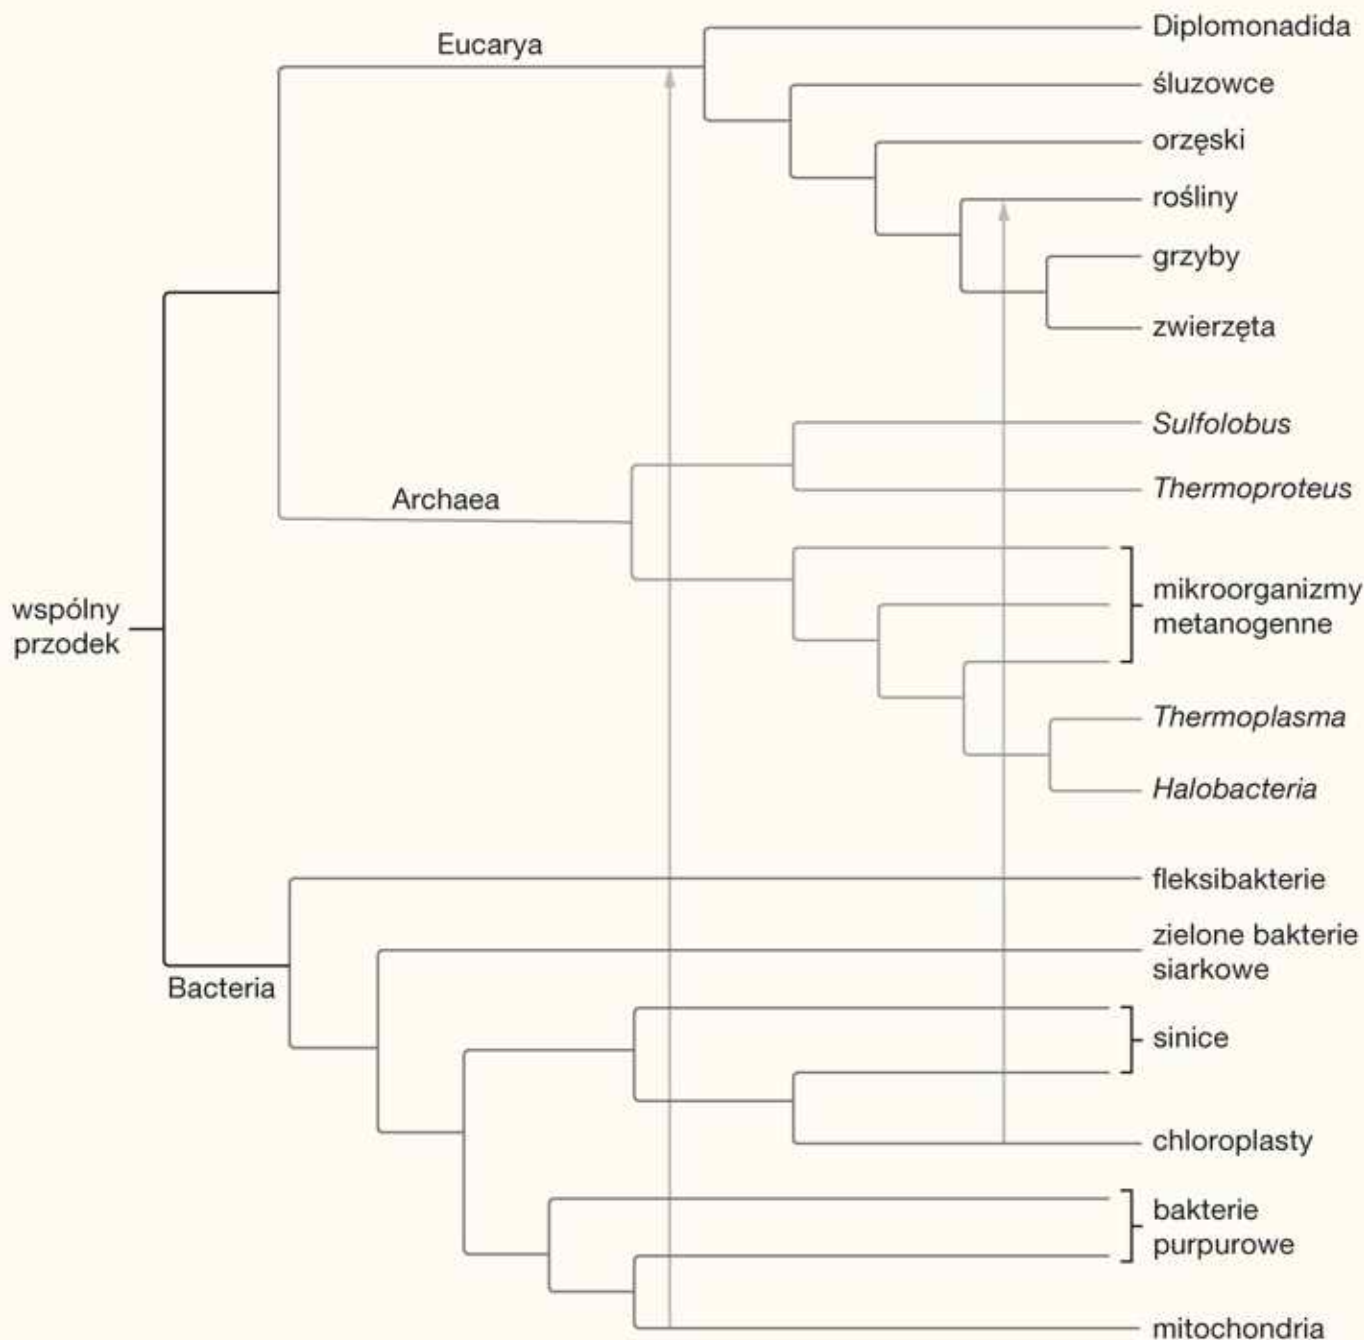 Eucarya
Diplomonadida
śluzowce
orzęski
rośliny
grzyby
zwierzęta
Archaea
Sulfolobus
Thermoproteus
mikroorganizmy
metanogenne
Thermoplasma
Halobacteria
wspólny
przodek
Bacteria
fleksibakterie
zielone bakterie
siarkowe
sinice
chloroplasty
bakterie
purpurowe
mitochondria